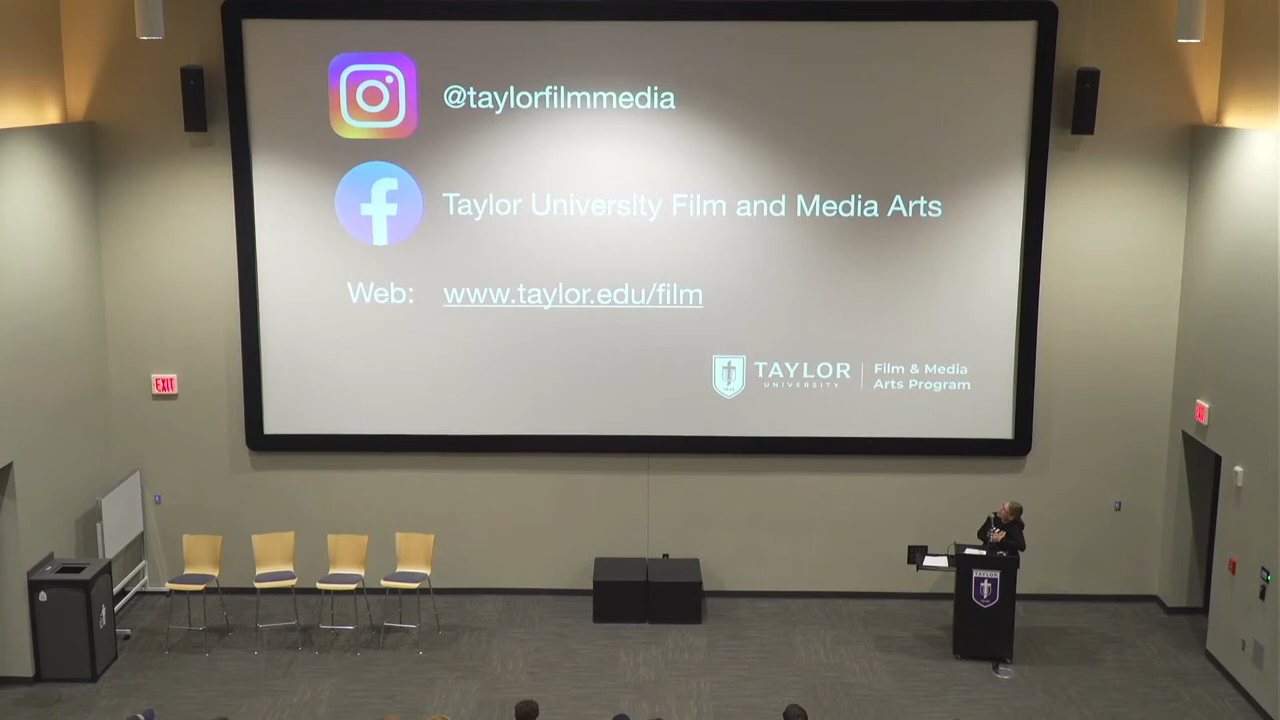 @taylorfilmmedia
f
Taylor University Film and Media Arts
Web: www.taylor.edu/film
TAYLOR
UNIVERSITY
Film & Media
Arts Program
EXIT
EXIT
TAYLOR